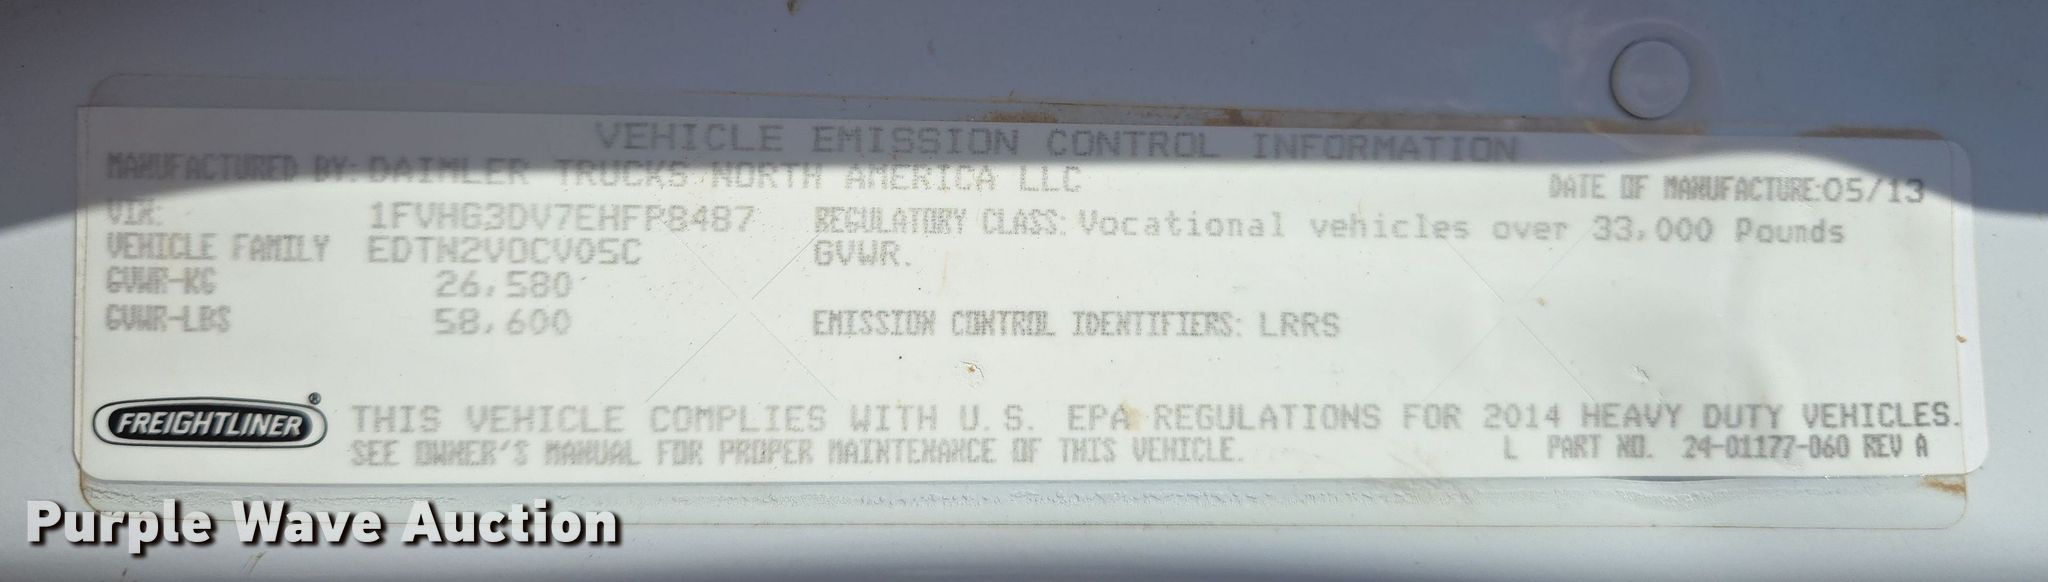 VEHICLE EMISSION CONTROL INFORMATION
MANUFACTURED BY: DAIMLER TRUCKS NORTH AMERICA LLC
DATE OF MANUFACTURE: 05/13
VIN: 1FVHG3DV7EHFP8487
REGULATORY CLASS: Vocational vehicles over 33,000 Pounds
GVWR.
VEHICLE FAMILY EDTN2VOCV05C
GVWR-KG 26,580
GVWR-LBS 58,600
EMISSION CONTROL IDENTIFIERS: LRRS
FREIGHTLINER®
THIS VEHICLE COMPLIES WITH U.S. EPA REGULATIONS FOR 2014 HEAVY DUTY VEHICLES.
SEE OWNER'S MANUAL FOR PROPER MAINTENANCE OF THIS VEHICLE. L PART NO. 24-01177-060 REV A
Purple Wave Auction